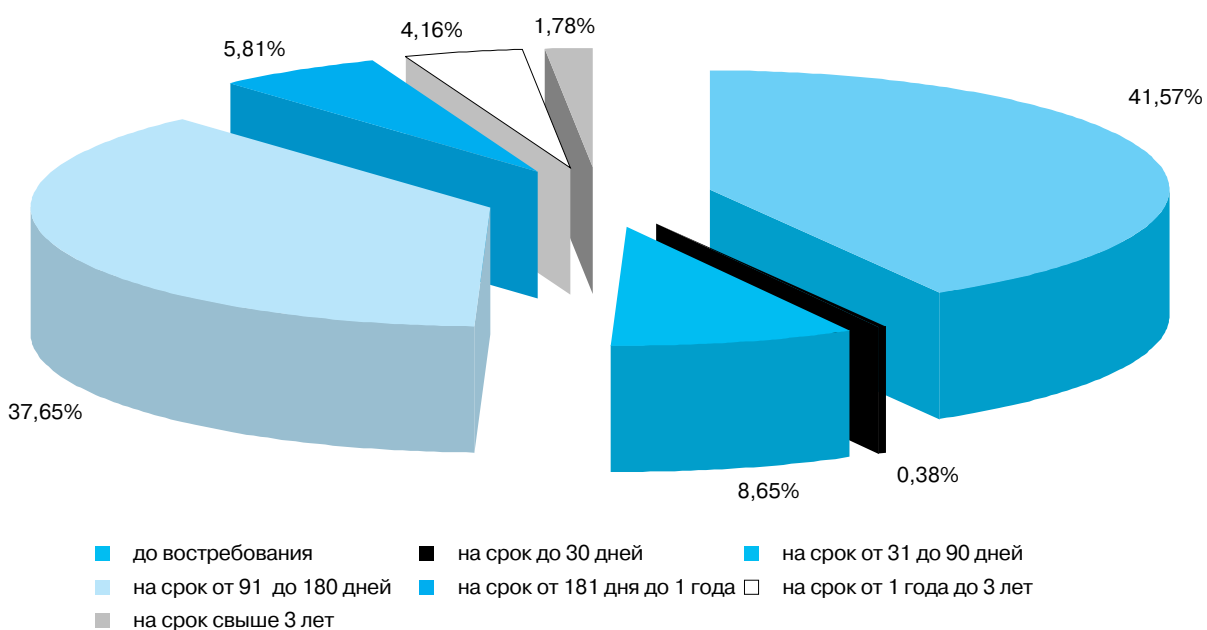 1,78%
4,16%
5,81%
41,57%
37,65%
0,38%
8,65%
до востребования
на срок до 30 дней
на срок от 31 до 90 дней
на срок от 91 до 180 дней
на срок от 181 дня до 1 года
на срок от 1 года до 3 лет
на срок свыше 3 лет